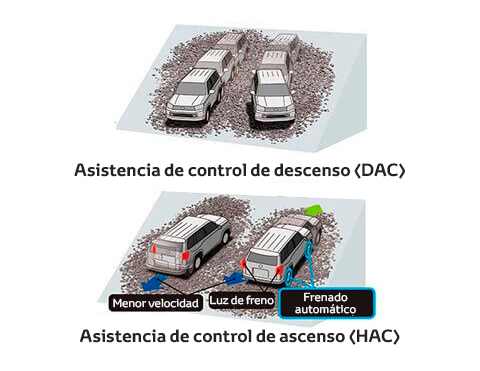 Asistencia de control de descenso (DAC)
Menor velocidad
Luz de freno
Frenado
automático
Asistencia de control de ascenso (HAC)